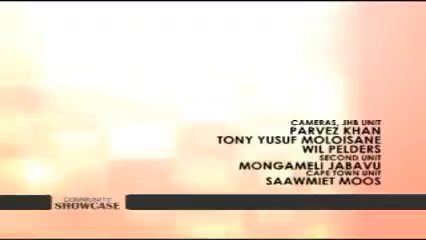 CAMERAS, JHB UNIT
PARVEZ KHAN
TONY YUSUF MOLOISANE
WIL PELDERS
SECOND UNIT
MONGAMELI JABAVU
CAPE TOWN UNIT
SAAWMIET MOOS
COMMUNITY
SHOWCASE